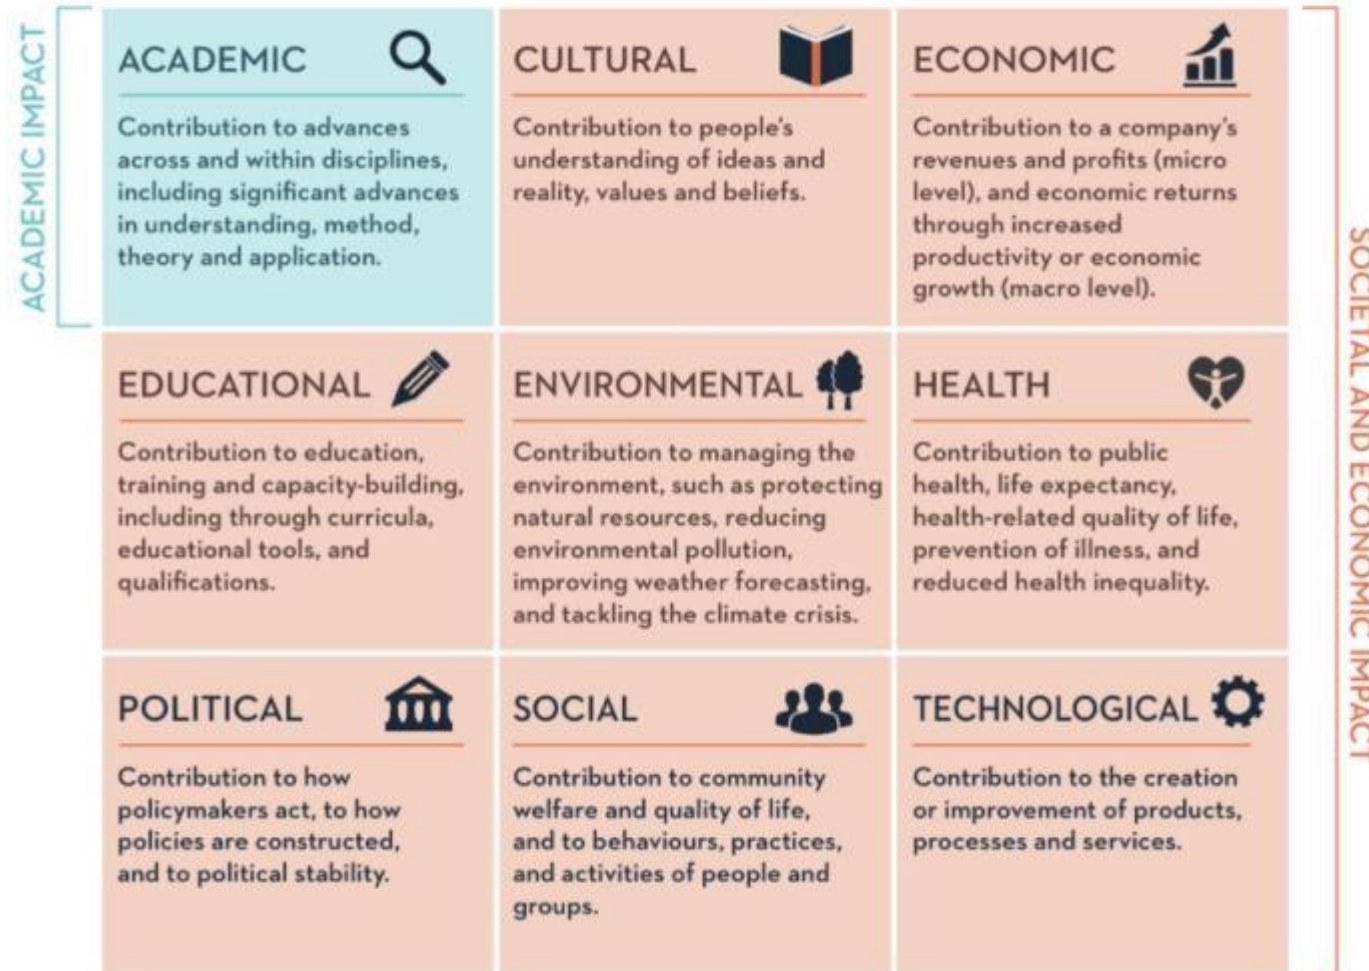 ACADEMIC IMPACT
ACADEMIC
Contribution to advances
across and within disciplines,
including significant advances
in understanding, method,
theory and application.
CULTURAL
Contribution to people's
understanding of ideas and
reality, values and beliefs.
ECONOMIC
Contribution to a company's
revenues and profits (micro
level), and economic returns
through increased
productivity or economic
growth (macro level).
EDUCATIONAL
Contribution to education,
training and capacity-building,
including through curricula,
educational tools, and
qualifications.
ENVIRONMENTAL
Contribution to managing the
environment, such as protecting
natural resources, reducing
environmental pollution,
improving weather forecasting,
and tackling the climate crisis.
HEALTH
Contribution to public
health, life expectancy,
health-related quality of life,
prevention of illness, and
reduced health inequality.
POLITICAL
Contribution to how
policymakers act, to how
policies are constructed,
and to political stability.
SOCIAL
Contribution to community
welfare and quality of life,
and to behaviours, practices,
and activities of people and
groups.
TECHNOLOGICAL
Contribution to the creation
or improvement of products,
processes and services.
SOCIETAL AND ECONOMIC IMPACT